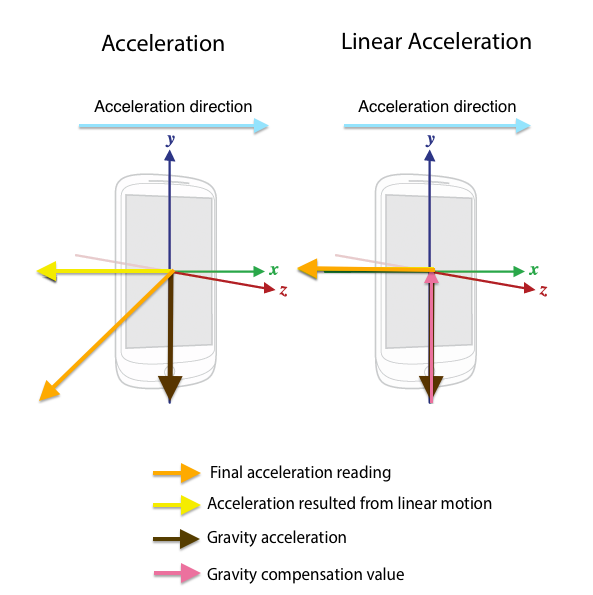 Acceleration
Linear Acceleration
Acceleration direction
Acceleration direction
y
y
x
x
z
z
Final acceleration reading
Acceleration resulted from linear motion
Gravity acceleration
Gravity compensation value